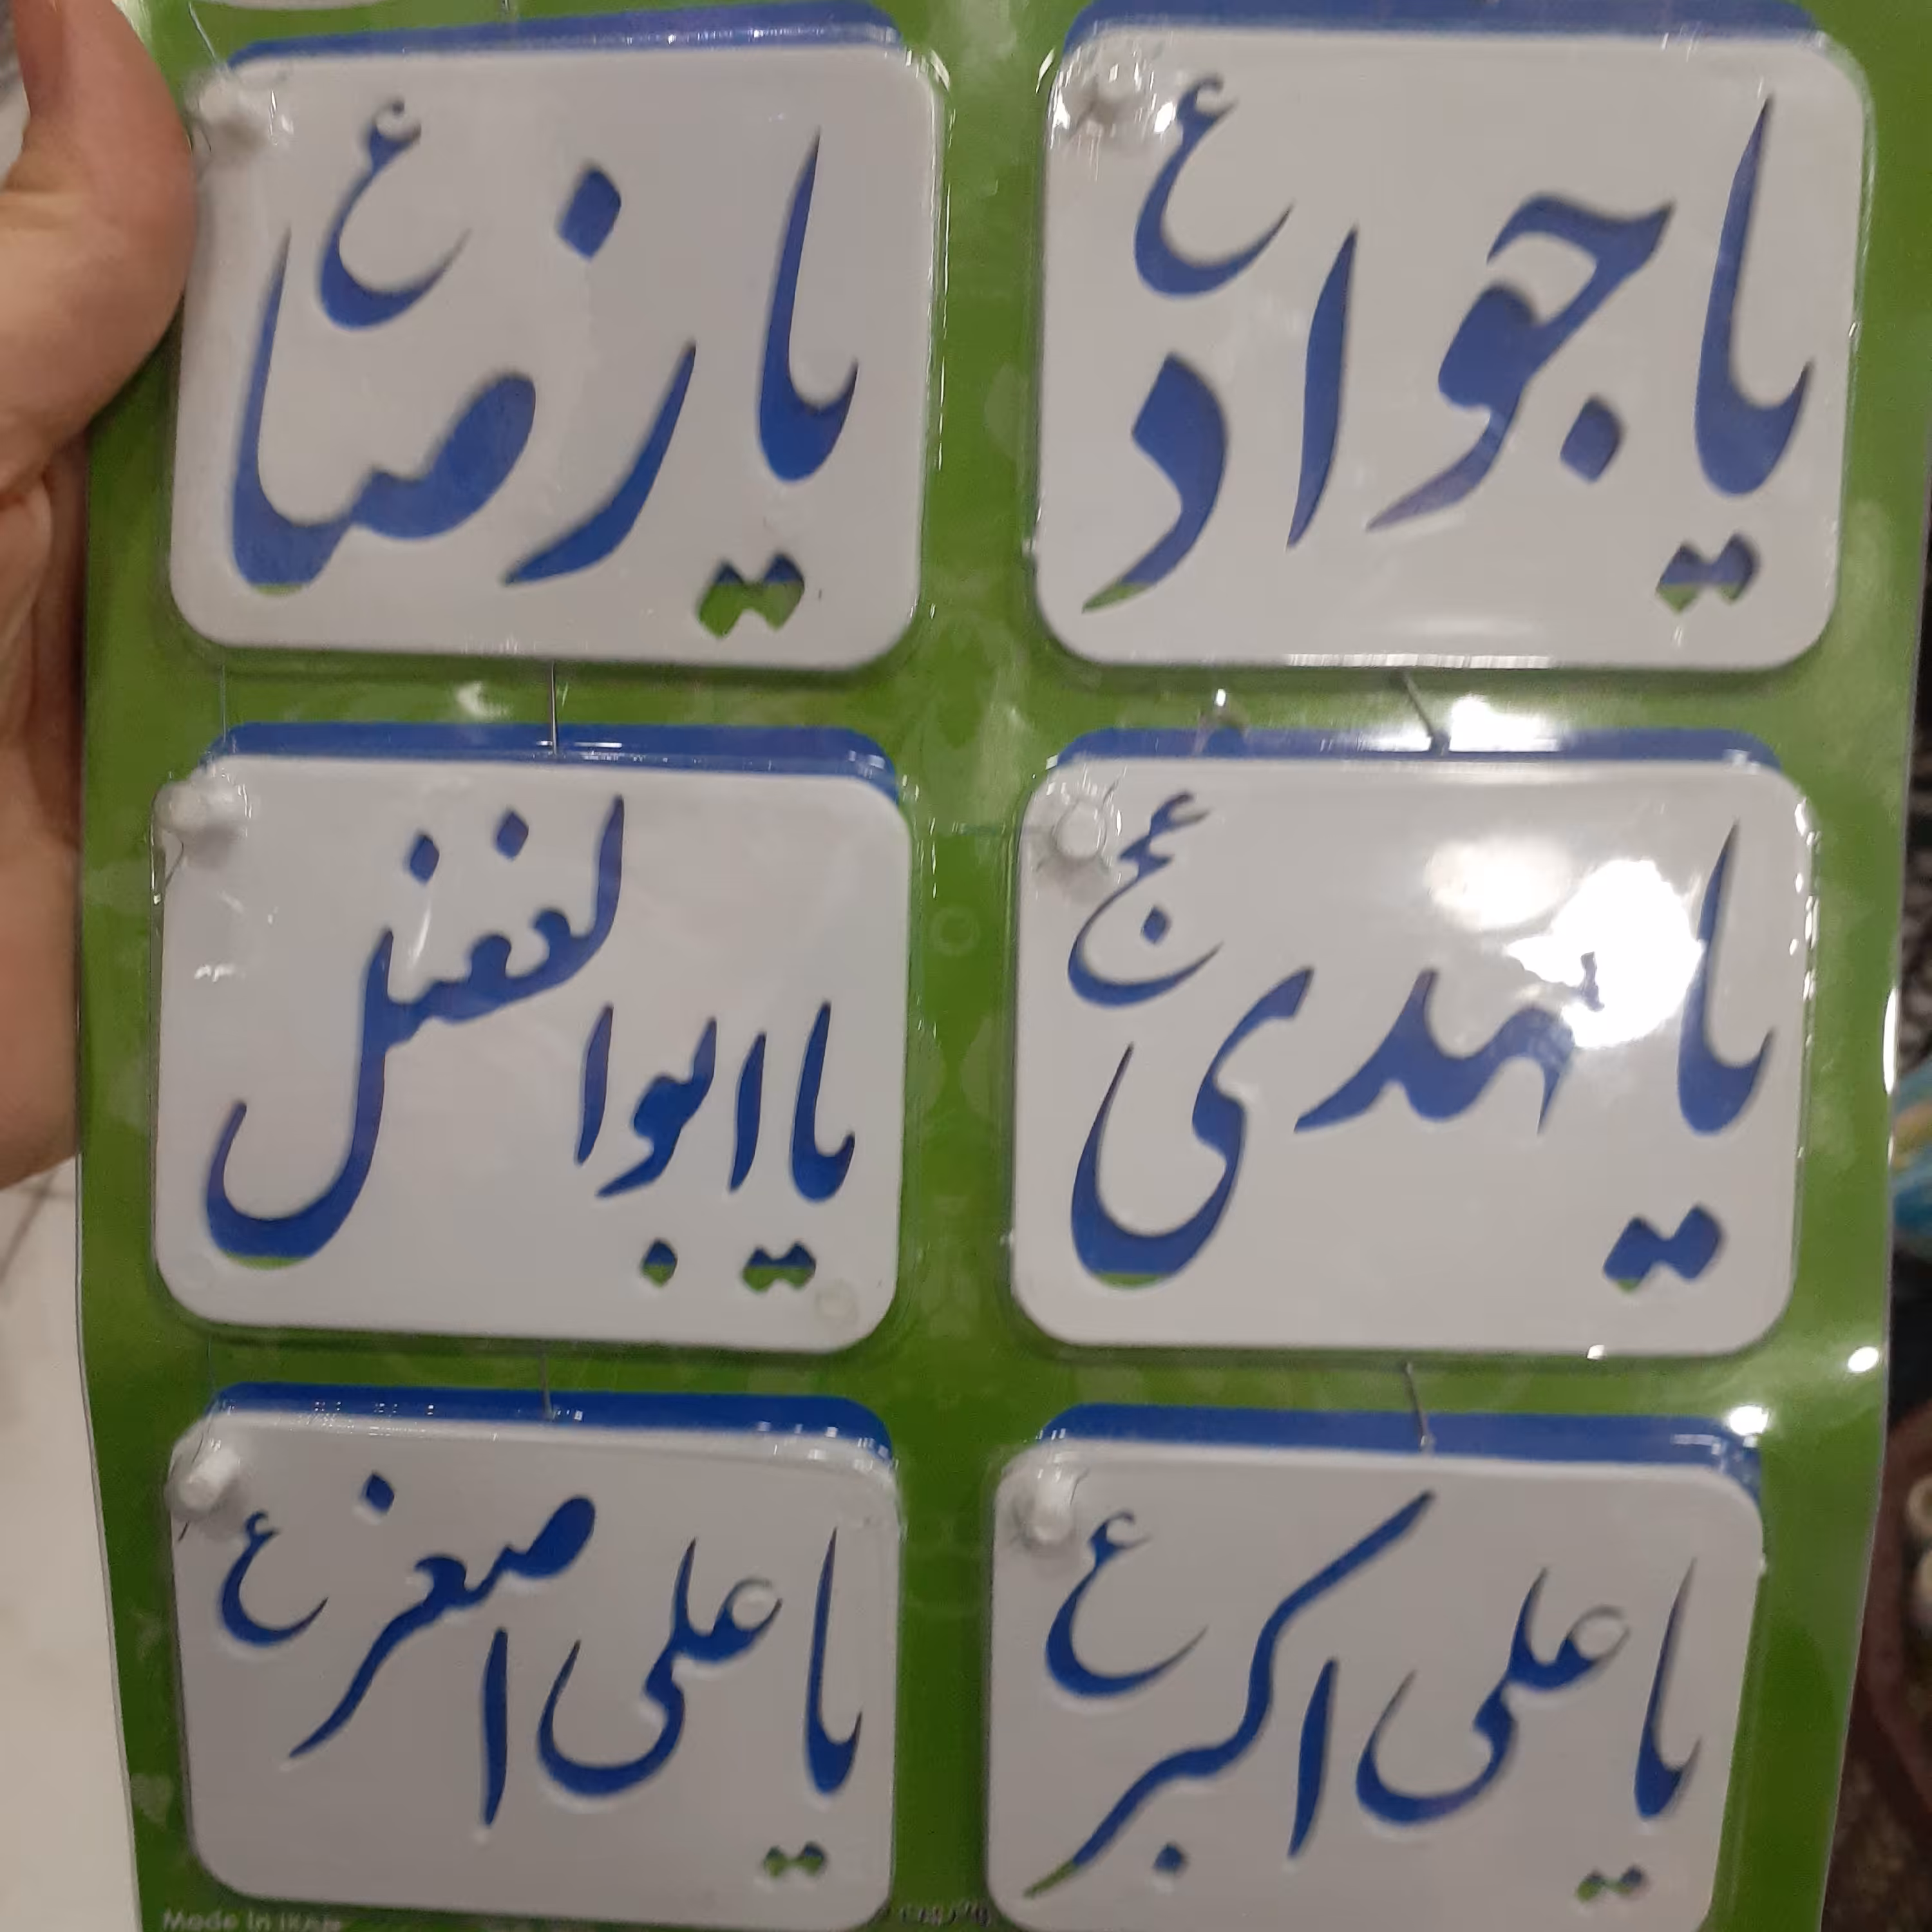 یا جواد ع
یا رضا ع
یا مهدی عج
یا ابوالفضل
یا علی اکبر ع
یا علی اصغر ع
Made in IRAN